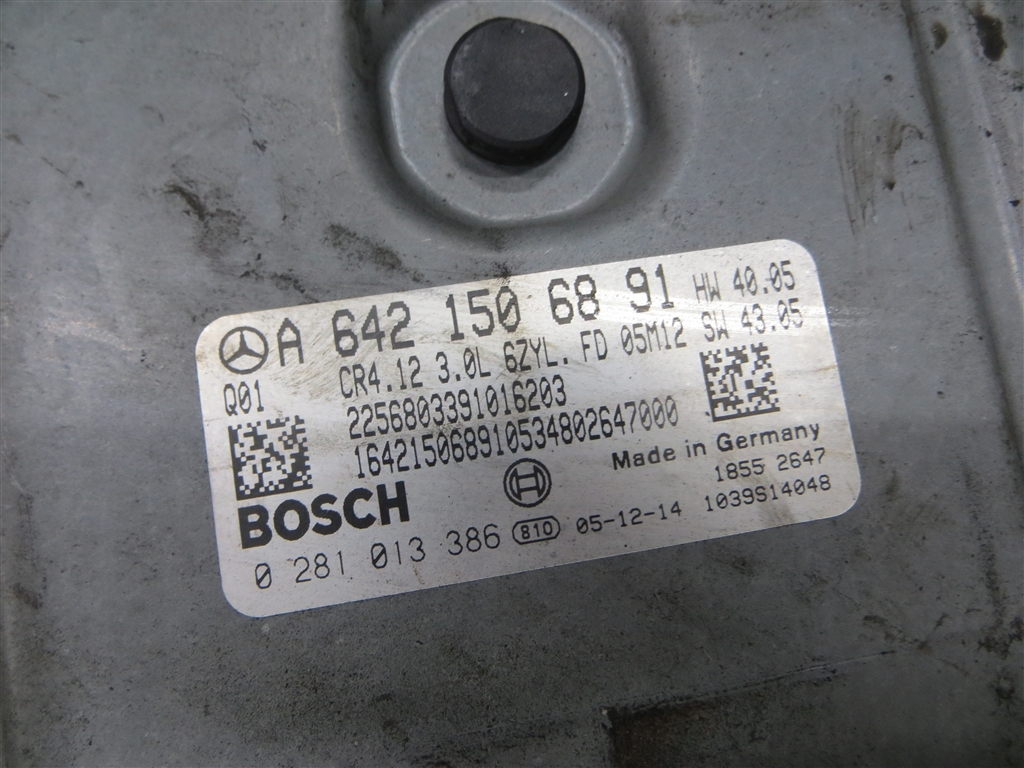 A 642 150 68 91 HW 40.05
Q01 CR4.12 3.0L 6ZYL. FD 05M12 SW 43.05
2256803391016203
164215068910534802647000
Made in Germany
BOSCH 1855 2647
0 281 013 386 810 05-12-14 1039S14048